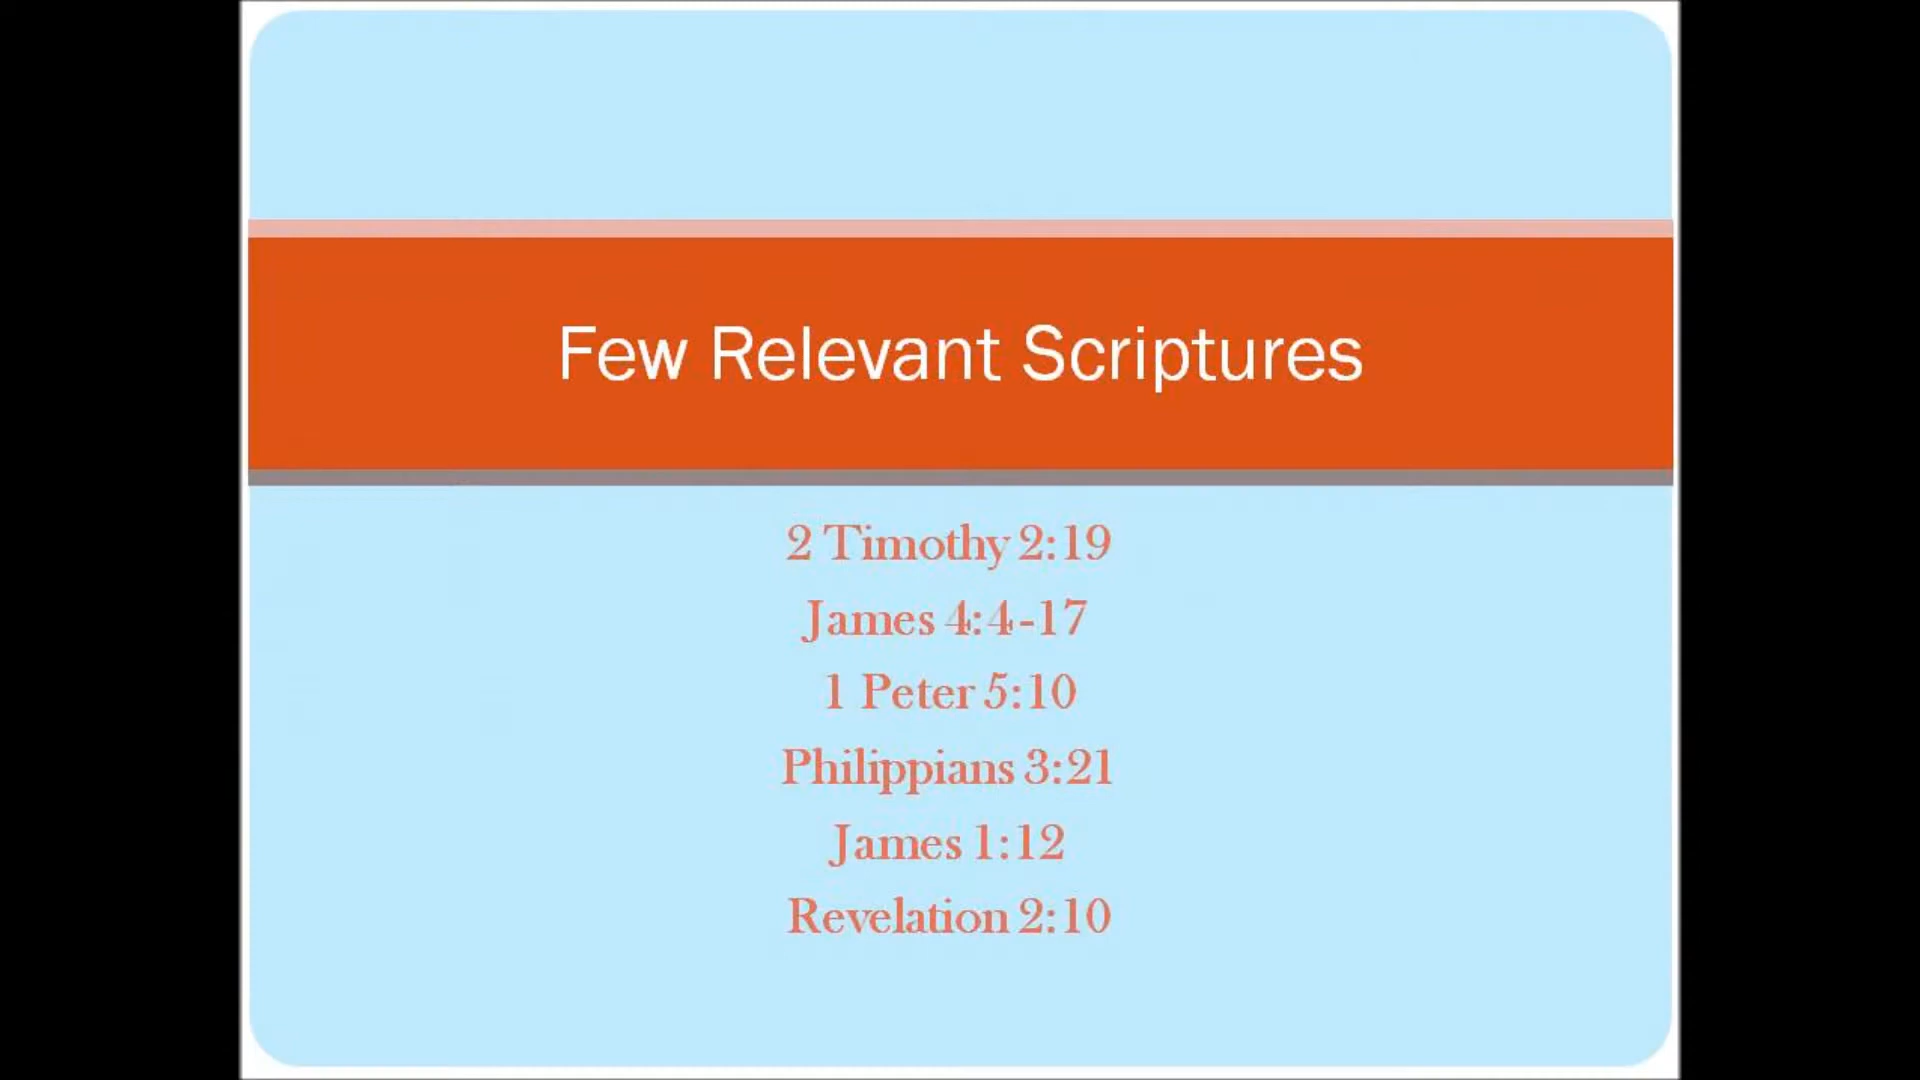 Few Relevant Scriptures
2 Timothy 2:19
James 4:4-17
1 Peter 5:10
Philippians 3:21
James 1:12
Revelation 2:10